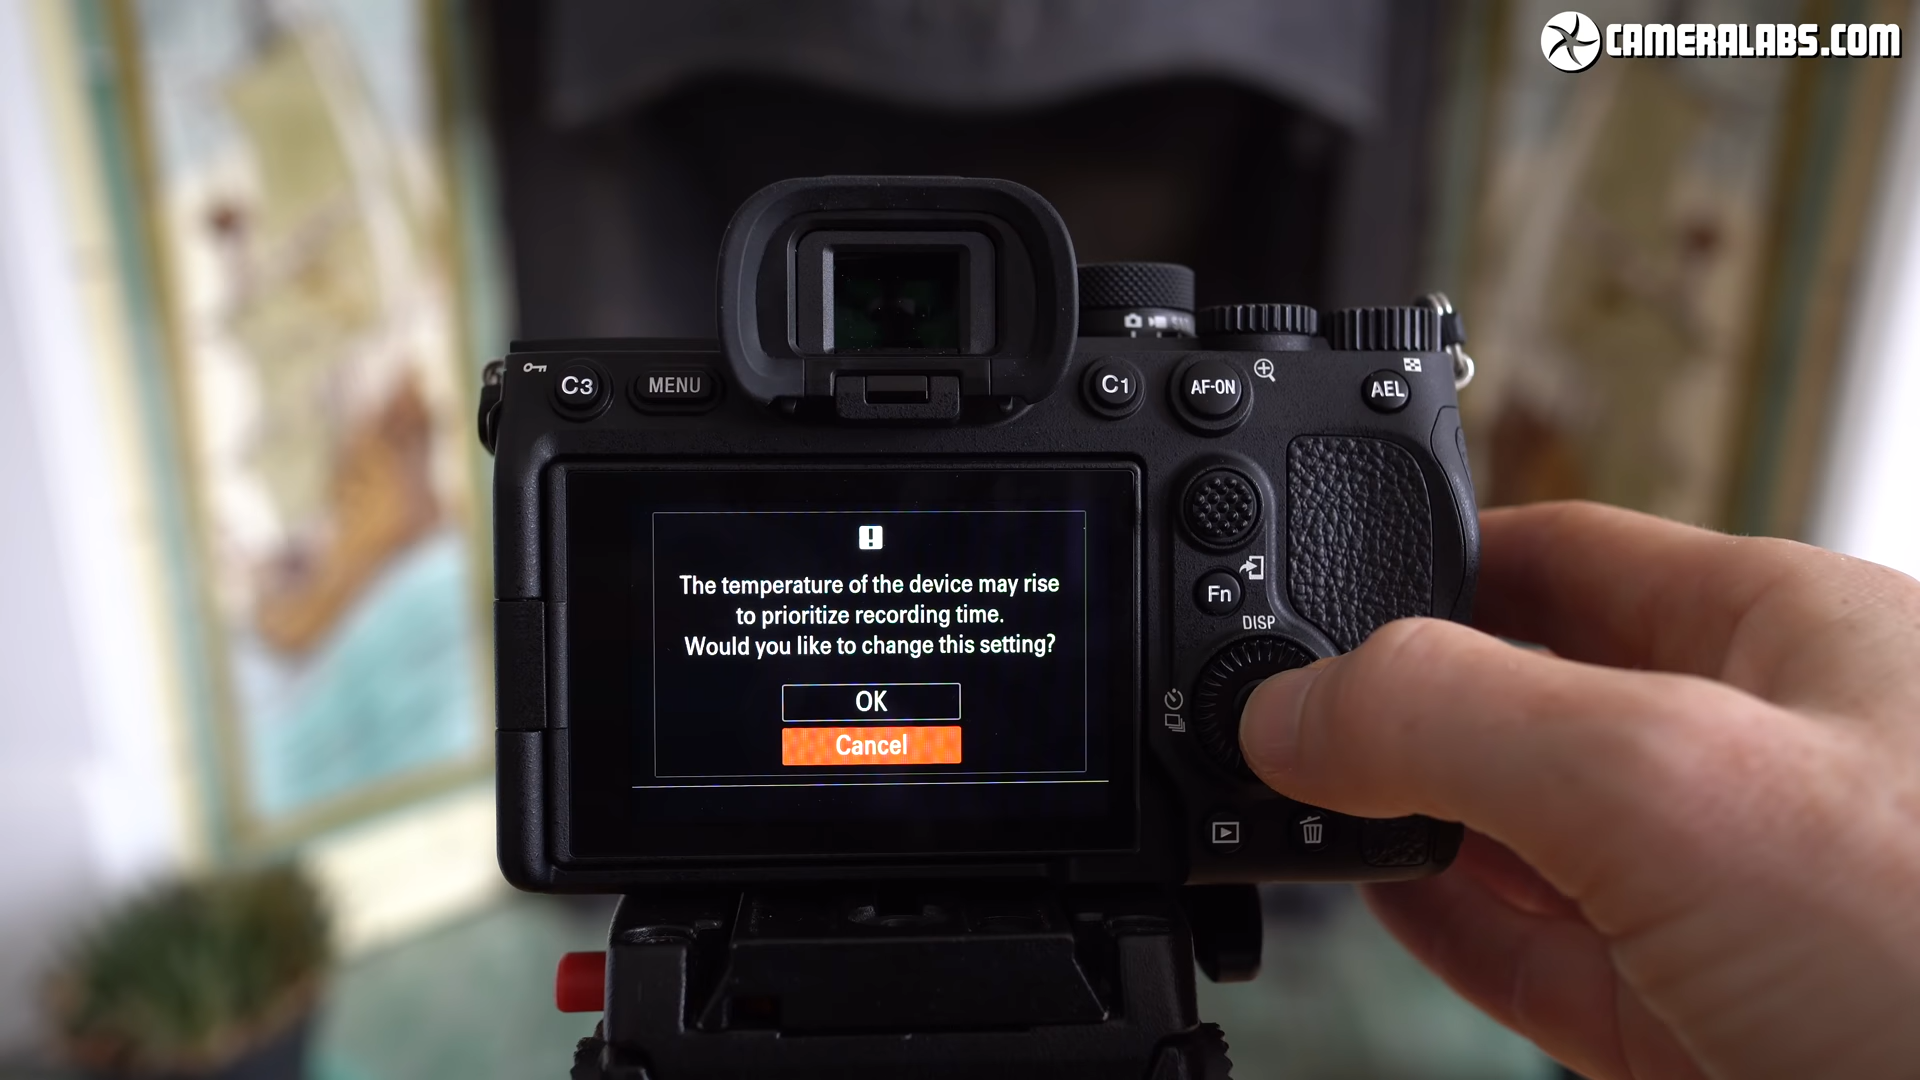 CAMERALABS.COM
C3
MENU
C1
AF-ON
AEL
!
The temperature of the device may rise
to prioritize recording time.
Would you like to change this setting?
OK
Cancel
Fn
DISP